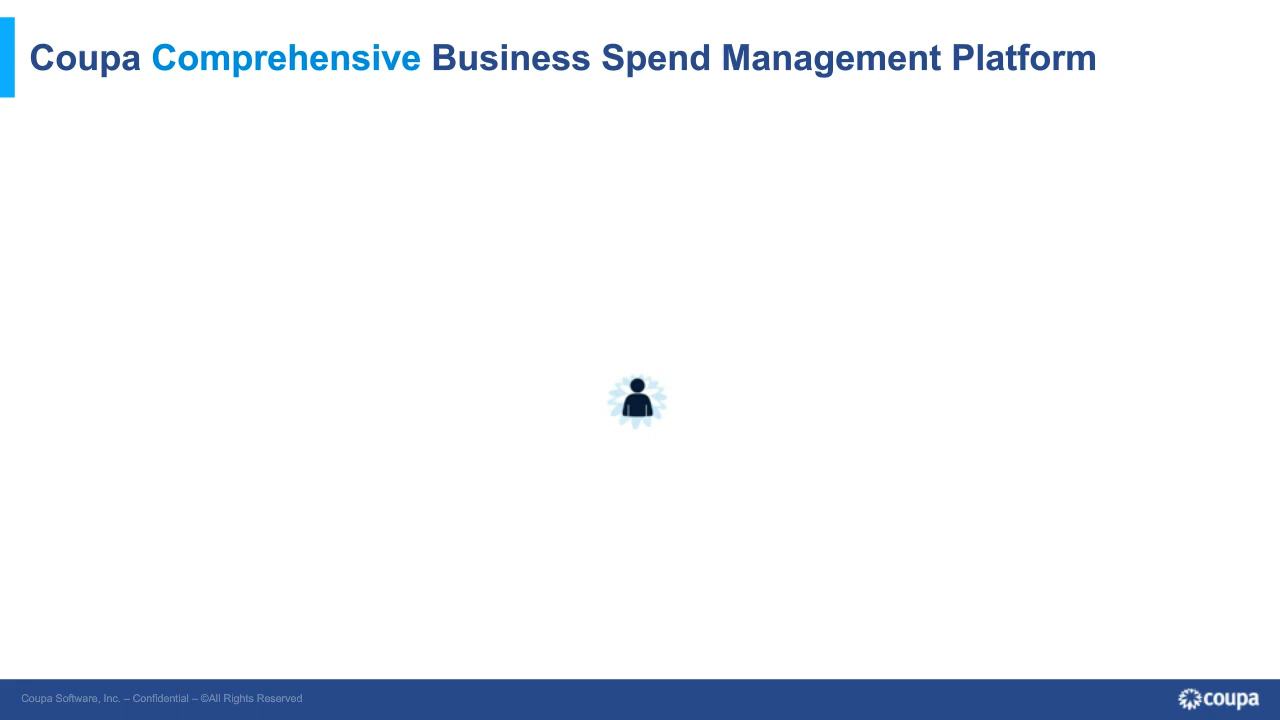 Coupa Comprehensive Business Spend Management Platform
Coupa Software, Inc. – Confidential – ©All Rights Reserved
coupa